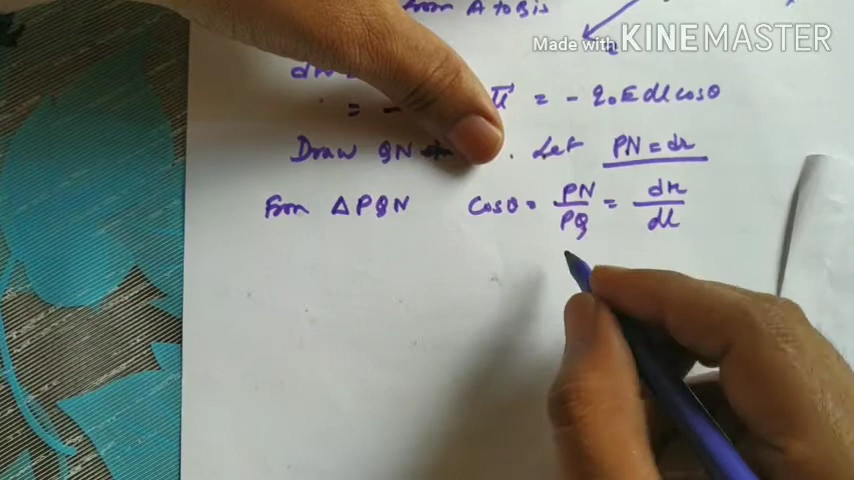 from A to B is
Made with KINEMASTER
= - q₀E dl cosθ
Draw QN . Let PN = dr
From Δ PQN cosθ = PN/PQ = dr/dl